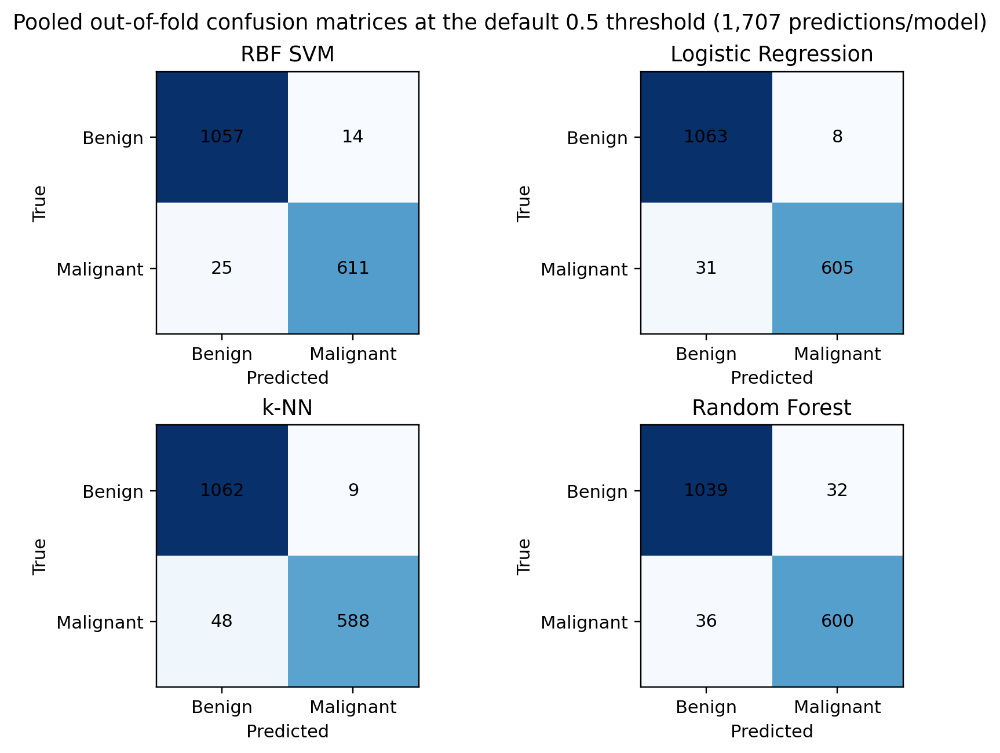 Pooled out-of-fold confusion matrices at the default 0.5 threshold (1,707 predictions/model)
RBF SVM
True
Benign 1057 14
Malignant 25 611
Benign Malignant
Predicted
Logistic Regression
True
Benign 1063 8
Malignant 31 605
Benign Malignant
Predicted
k-NN
True
Benign 1062 9
Malignant 48 588
Benign Malignant
Predicted
Random Forest
True
Benign 1039 32
Malignant 36 600
Benign Malignant
Predicted